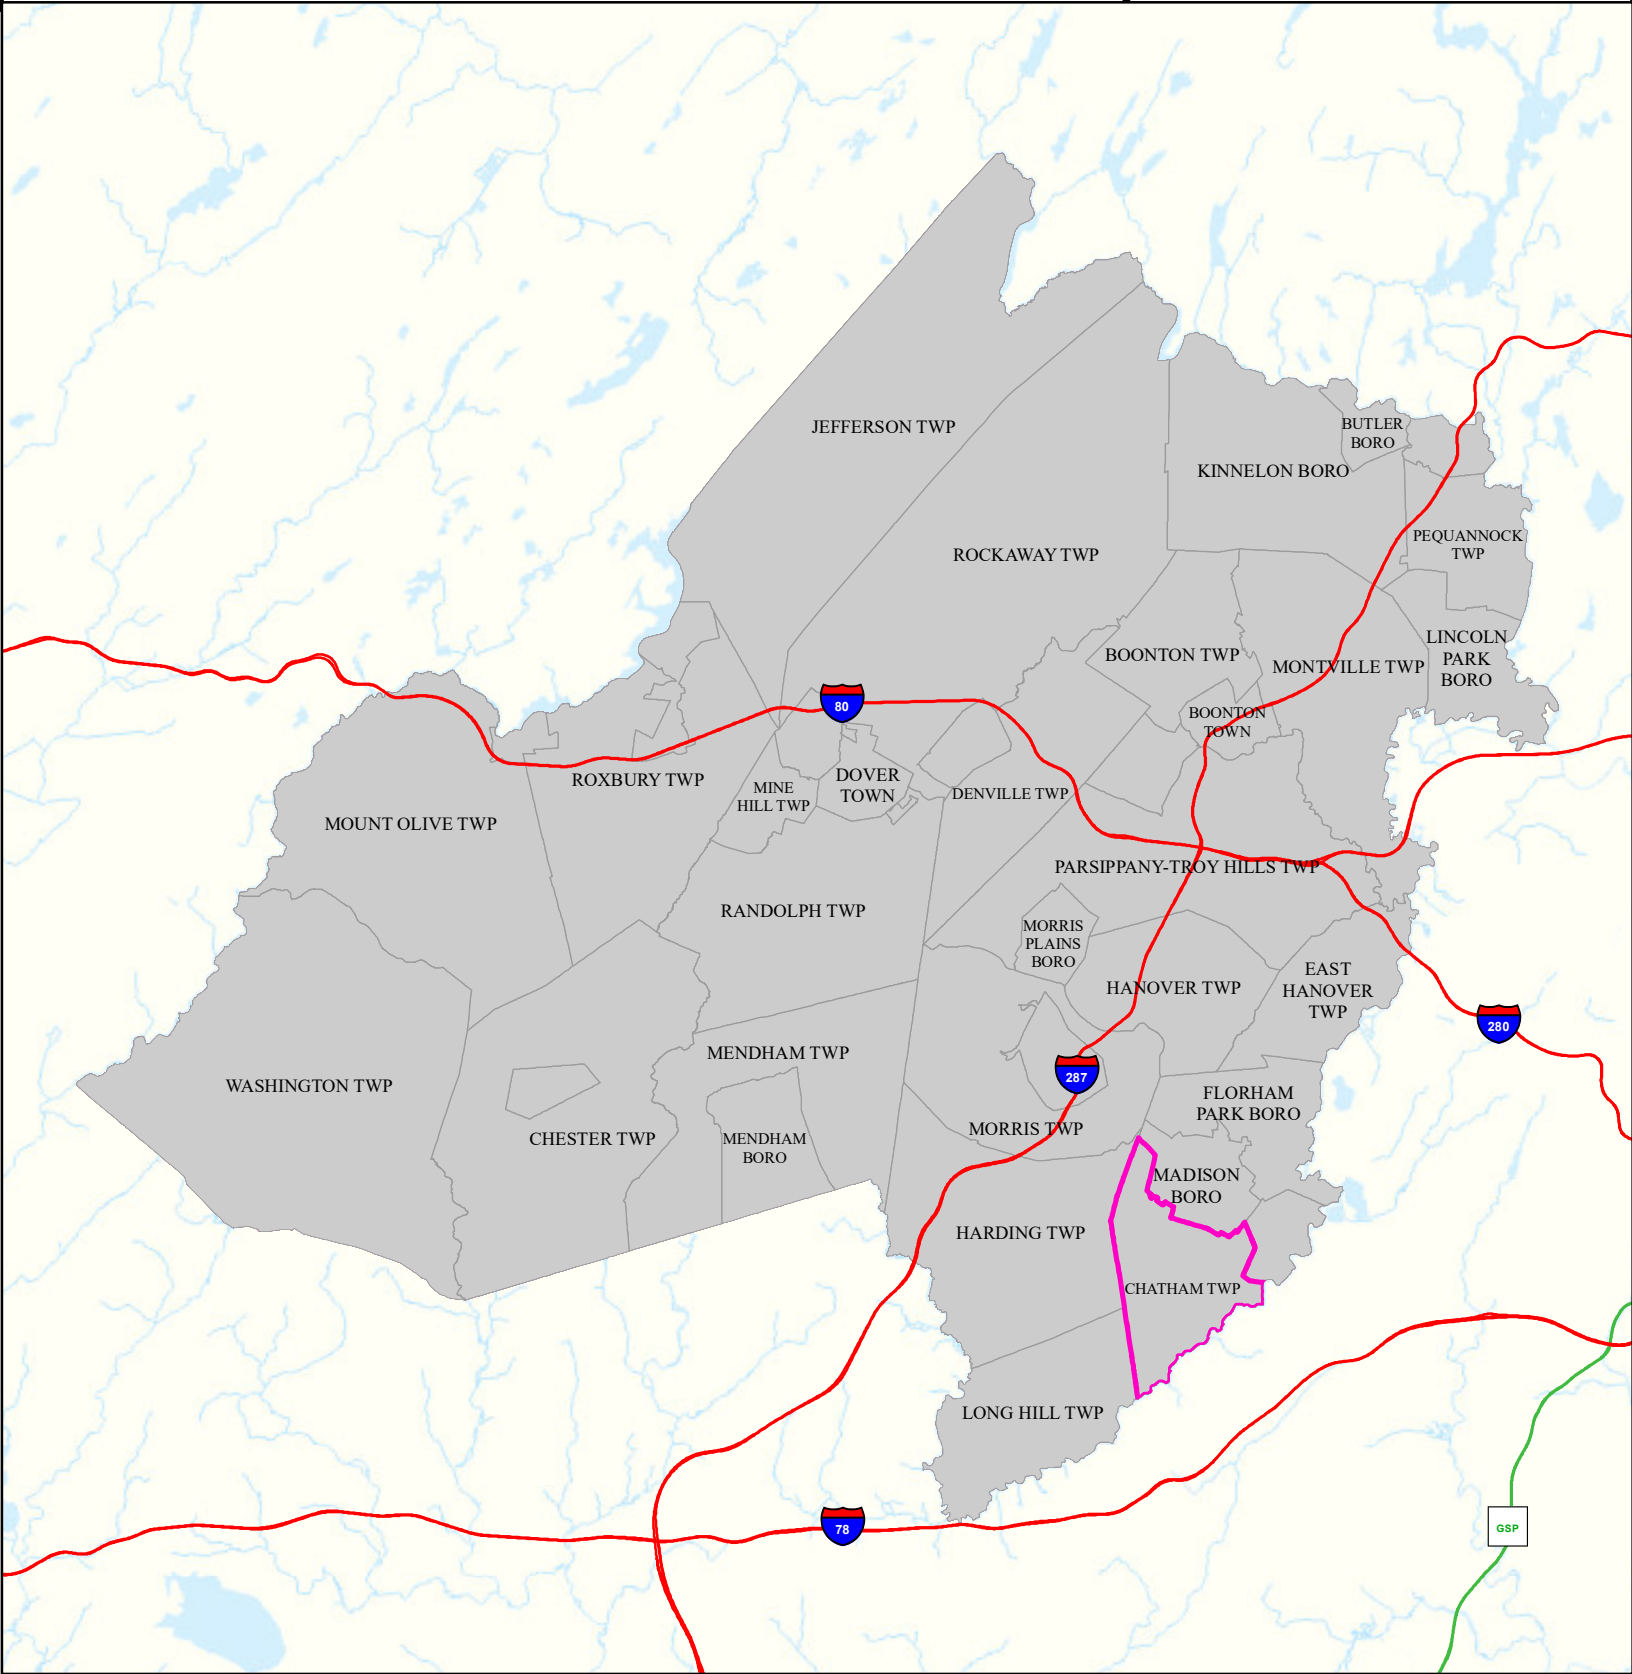 JEFFERSON TWP
BUTLER
BORO
KINNELON BORO
PEQUANNOCK
TWP
ROCKAWAY TWP
LINCOLN
PARK
BORO
BOONTON TWP
MONTVILLE TWP
80
BOONTON
TOWN
ROXBURY TWP
MINE
HILL TWP
DOVER
TOWN
DENVILLE TWP
MOUNT OLIVE TWP
PARSIPPANY-TROY HILLS TWP
RANDOLPH TWP
MORRIS
PLAINS
BORO
EAST
HANOVER
TWP
HANOVER TWP
280
MENDHAM TWP
287
WASHINGTON TWP
FLORHAM
PARK BORO
CHESTER TWP
MENDHAM
BORO
MORRIS TWP
MADISON
BORO
HARDING TWP
CHATHAM TWP
LONG HILL TWP
78
GSP